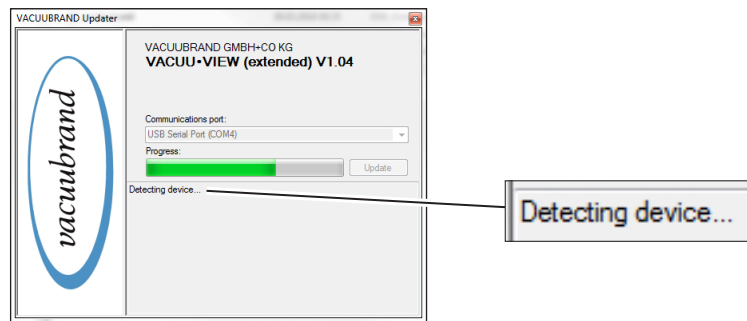 VACUUBRAND Updater
VACUUBRAND GMBH+CO KG
VACUU•VIEW (extended) V1.04
vacuubrand
Communications port:
USB Serial Port (COM4)
Progress:
Update
Detecting device...
Detecting device...